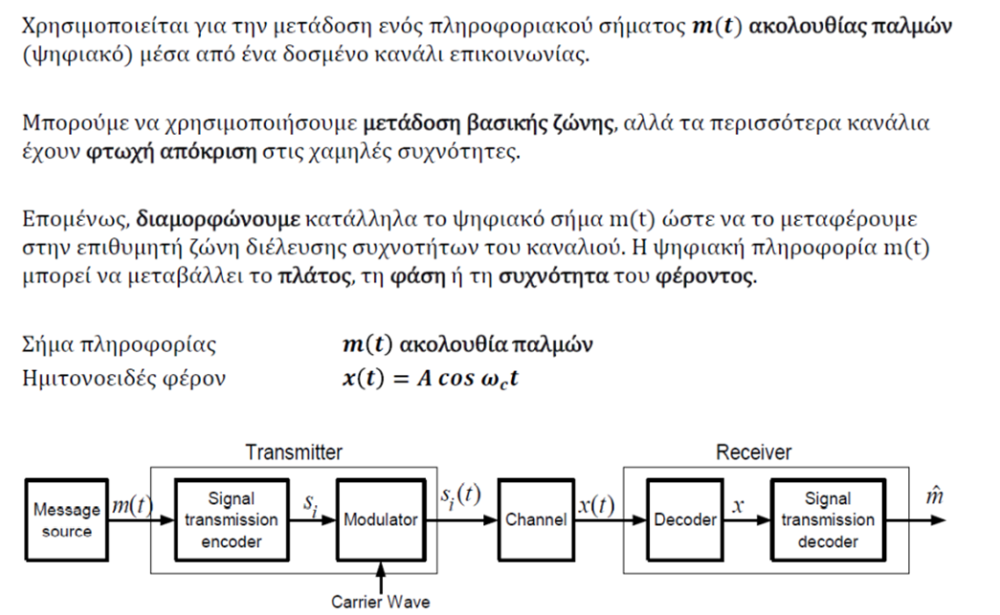 Χρησιμοποιείται για την μετάδοση ενός πληροφοριακού σήματος m(t) ακολουθίας παλμών
(ψηφιακό) μέσα από ένα δοσμένο κανάλι επικοινωνίας.
Μπορούμε να χρησιμοποιήσουμε μετάδοση βασικής ζώνης, αλλά τα περισσότερα κανάλια
έχουν φτωχή απόκριση στις χαμηλές συχνότητες.
Επομένως, διαμορφώνουμε κατάλληλα το ψηφιακό σήμα m(t) ώστε να το μεταφέρουμε
στην επιθυμητή ζώνη διέλευσης συχνοτήτων του καναλιού. Η ψηφιακή πληροφορία m(t)
μπορεί να μεταβάλλει το πλάτος, τη φάση ή τη συχνότητα του φέροντος.
Σήμα πληροφορίας m(t) ακολουθία παλμών
Ημιτονοειδές φέρον x(t) = A cos ω_c t
Transmitter
Receiver
Message
source
m(t)
Signal
transmission
encoder
s_i
Modulator
s_i(t)
Channel
x(t)
Decoder
x
Signal
transmission
decoder
m̂
Carrier Wave